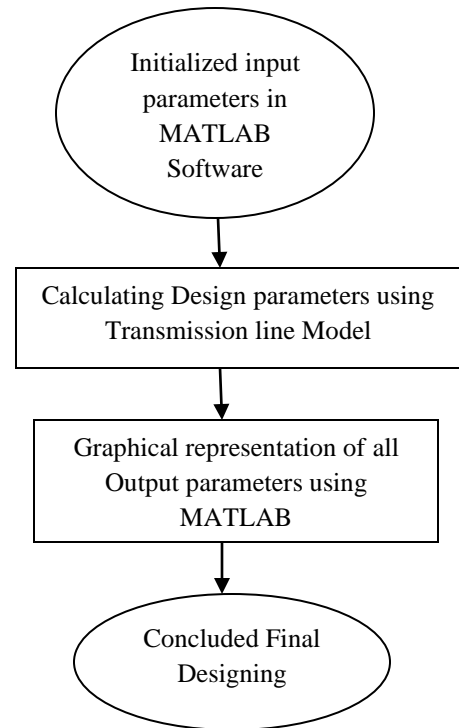 Initialized input
parameters in
MATLAB
Software
Calculating Design parameters using
Transmission line Model
Graphical representation of all
Output parameters using
MATLAB
Concluded Final
Designing